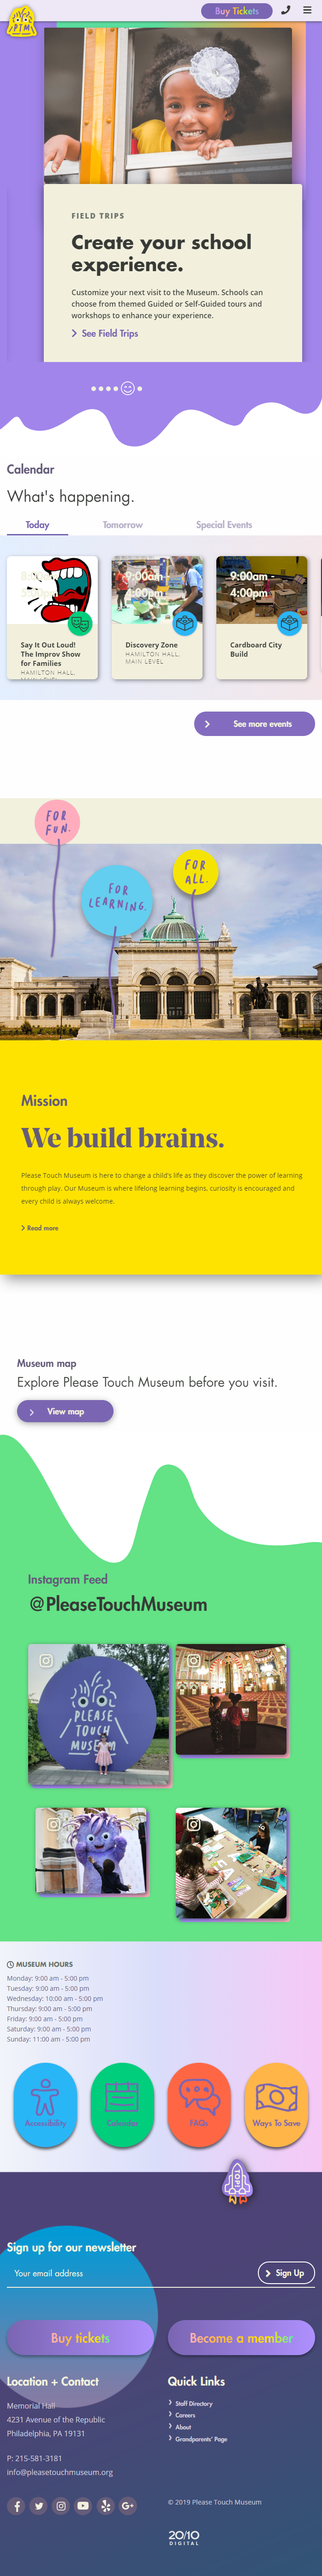 Buy Tickets
FIELD TRIPS
Create your school
experience.
Customize your next visit to the Museum. Schools can
choose from themed Guided or Self-Guided tours and
workshops to enhance your experience.
See Field Trips
Calendar
What's happening.
Today
Tomorrow
Special Events
Say It Out Loud!
The Improv Show
for Families
HAMILTON HALL,
9:00am -
4:00pm
Discovery Zone
HAMILTON HALL,
MAIN LEVEL
9:00am -
4:00pm
Cardboard City
Build
See more events
FOR
FUN.
FOR
LEARNING.
FOR
ALL.
Mission
We build brains.
Please Touch Museum is here to change a child's life as they discover the power of learning
through play. Our Museum is where lifelong learning begins, curiosity is encouraged and
every child is always welcome.
Read more
Museum map
Explore Please Touch Museum before you visit.
View map
Instagram Feed
@PleaseTouchMuseum
PLEASE
TOUCH
MUSEUM
MUSEUM HOURS
Monday: 9:00 am - 5:00 pm
Tuesday: 9:00 am - 5:00 pm
Wednesday: 10:00 am - 5:00 pm
Thursday: 9:00 am - 5:00 pm
Friday: 9:00 am - 5:00 pm
Saturday: 9:00 am - 5:00 pm
Sunday: 11:00 am - 5:00 pm
Accessibility
Calendar
FAQs
Ways To Save
Sign up for our newsletter
Your email address
Sign Up
Buy tickets
Become a member
Location + Contact
Memorial Hall
4231 Avenue of the Republic
Philadelphia, PA 19131
P: 215-581-3181
info@pleasetouchmuseum.org
Quick Links
Staff Directory
Careers
About
Grandparents' Page
© 2019 Please Touch Museum
20/10
DIGITAL